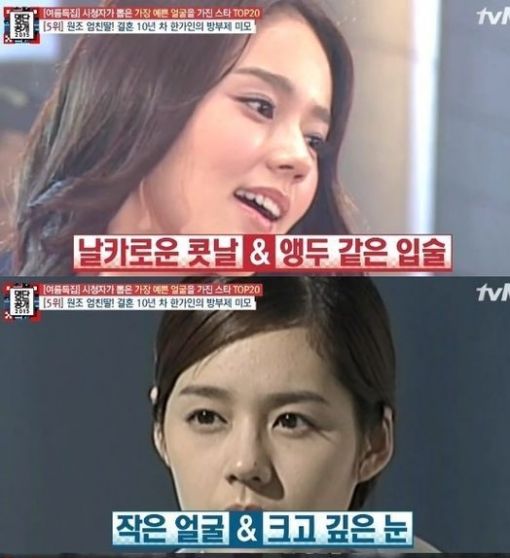 [여름특집] 시청자가 뽑은 가장 예쁜 얼굴을 가진 스타 TOP20
tvN
[5위] 원조 엄친딸! 결혼 10년 차 한가인의 방부제 미모
2015
날카로운 콧날 & 앵두 같은 입술
[여름특집] 시청자가 뽑은 가장 예쁜 얼굴을 가진 스타 TOP20
tvN
[5위] 원조 엄친딸! 결혼 10년 차 한가인의 방부제 미모
2015
작은 얼굴 & 크고 깊은 눈